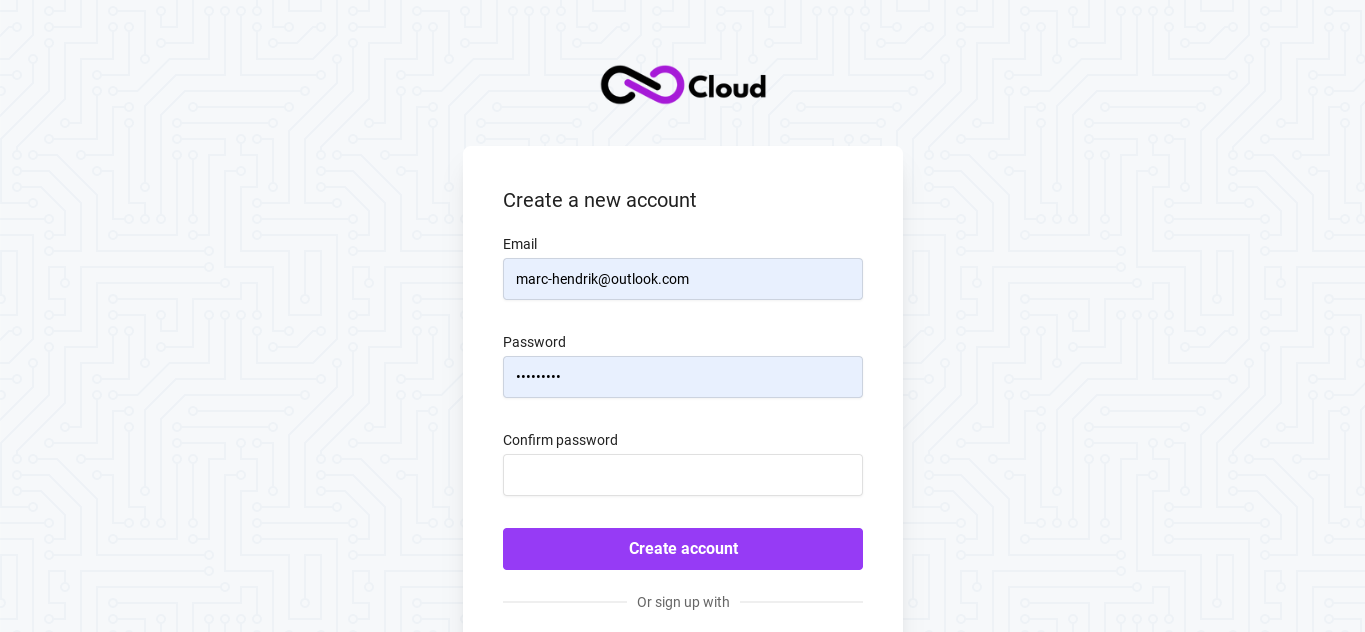 Cloud
Create a new account
Email
marc-hendrik@outlook.com
Password
•••••••••
Confirm password
Create account
Or sign up with